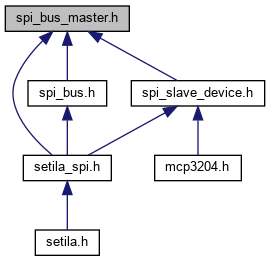 spi_bus_master.h
spi_bus.h
spi_slave_device.h
setila_spi.h
mcp3204.h
setila.h